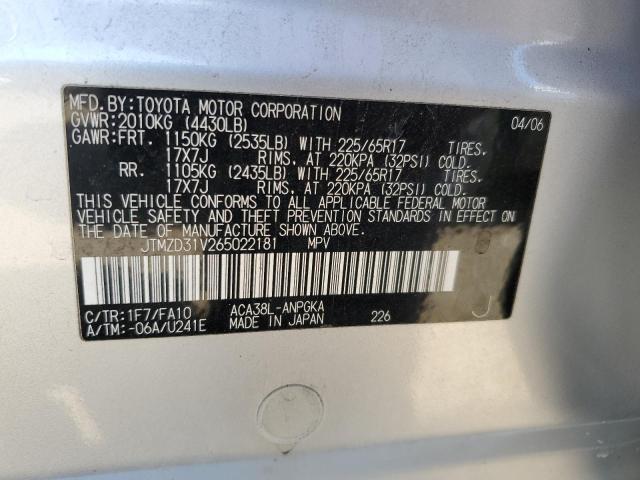 MFD.BY:TOYOTA MOTOR CORPORATION 04/06
GVWR:2010KG (4430LB)
GAWR:FRT. 1150KG (2535LB) WITH 225/65R17 TIRES.
17X7J RIMS. AT 220KPA (32PSI) COLD.
RR. 1105KG (2435LB) WITH 225/65R17 TIRES.
17X7J RIMS. AT 220KPA (32PSI) COLD.
THIS VEHICLE CONFORMS TO ALL APPLICABLE FEDERAL MOTOR
VEHICLE SAFETY AND THEFT PREVENTION STANDARDS IN EFFECT ON
THE DATE OF MANUFACTURE SHOWN ABOVE.
JTMZD31V265022181 MPV
C/TR:1F7/FA10 ACA38L-ANPGKA
A/TM:-06A/U241E MADE IN JAPAN 226 J